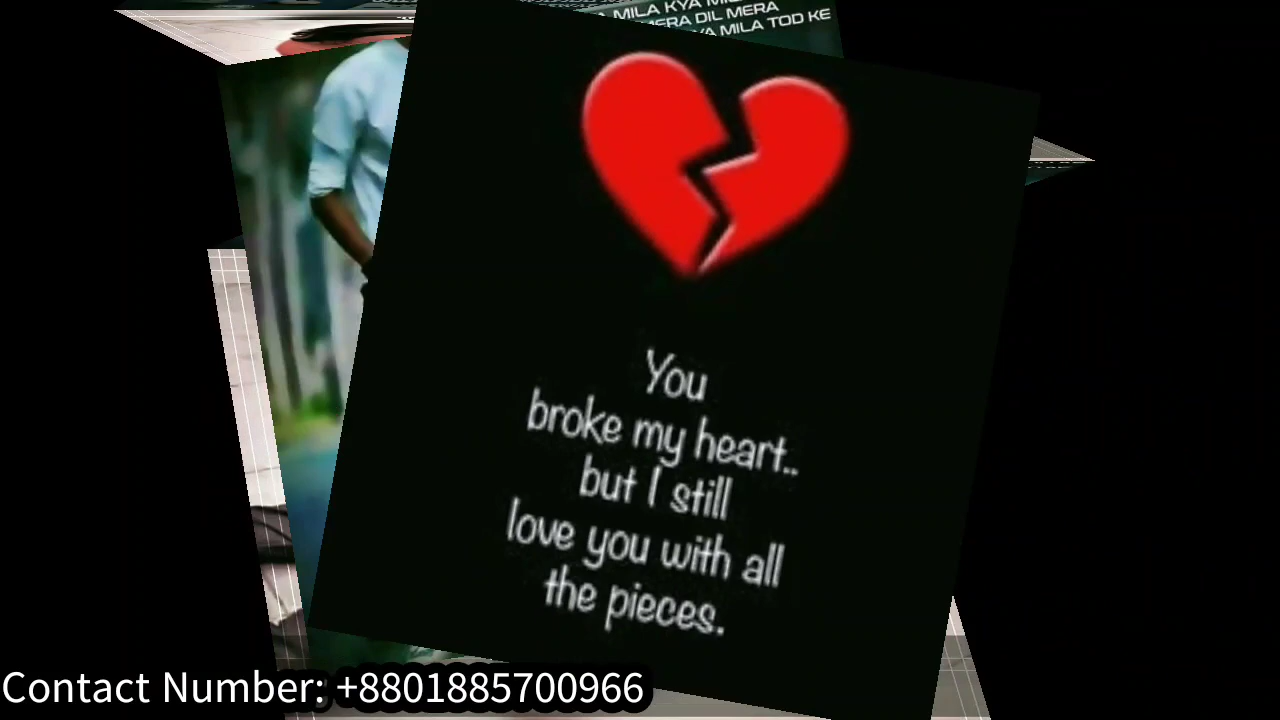 MILA KYA
MERA DIL MERA
MILA TOD KE
You
broke my heart..
but I still
love you with all
the pieces.
Contact Number: +8801885700966